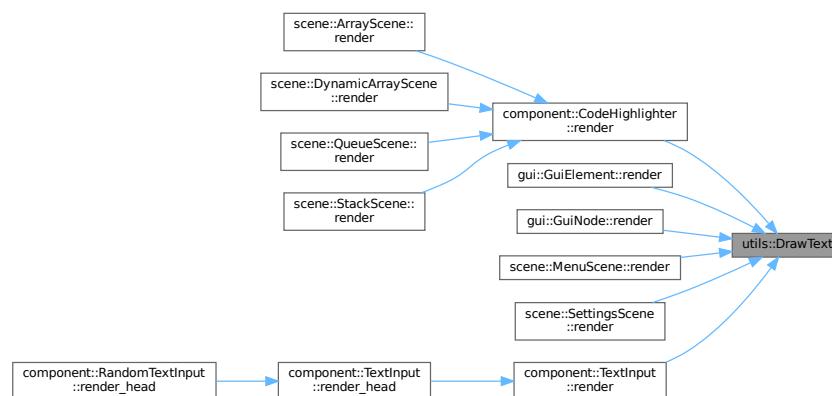 scene::ArrayScene::
render
scene::DynamicArrayScene
::render
component::CodeHighlighter
::render
scene::QueueScene::
render
gui::GuiElement::render
scene::StackScene::
render
gui::GuiNode::render
utils::DrawText
scene::MenuScene::render
scene::SettingsScene
::render
component::RandomTextInput
::render_head
component::TextInput
::render_head
component::TextInput
::render